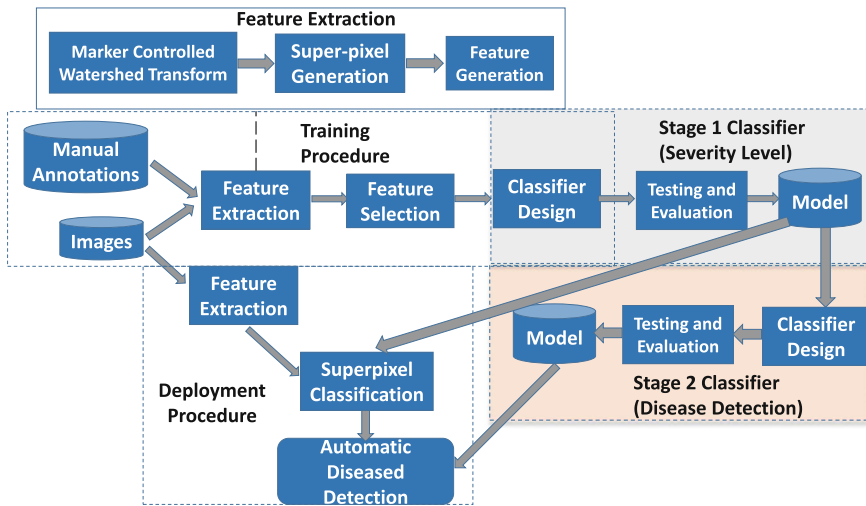 Feature Extraction
Marker Controlled
Watershed Transform
Super-pixel
Generation
Feature
Generation
Training
Procedure
Manual
Annotations
Images
Feature
Extraction
Feature
Selection
Classifier
Design
Stage 1 Classifier
(Severity Level)
Testing and
Evaluation
Model
Feature
Extraction
Deployment
Procedure
Superpixel
Classification
Automatic
Diseased
Detection
Model
Testing and
Evaluation
Classifier
Design
Stage 2 Classifier
(Disease Detection)